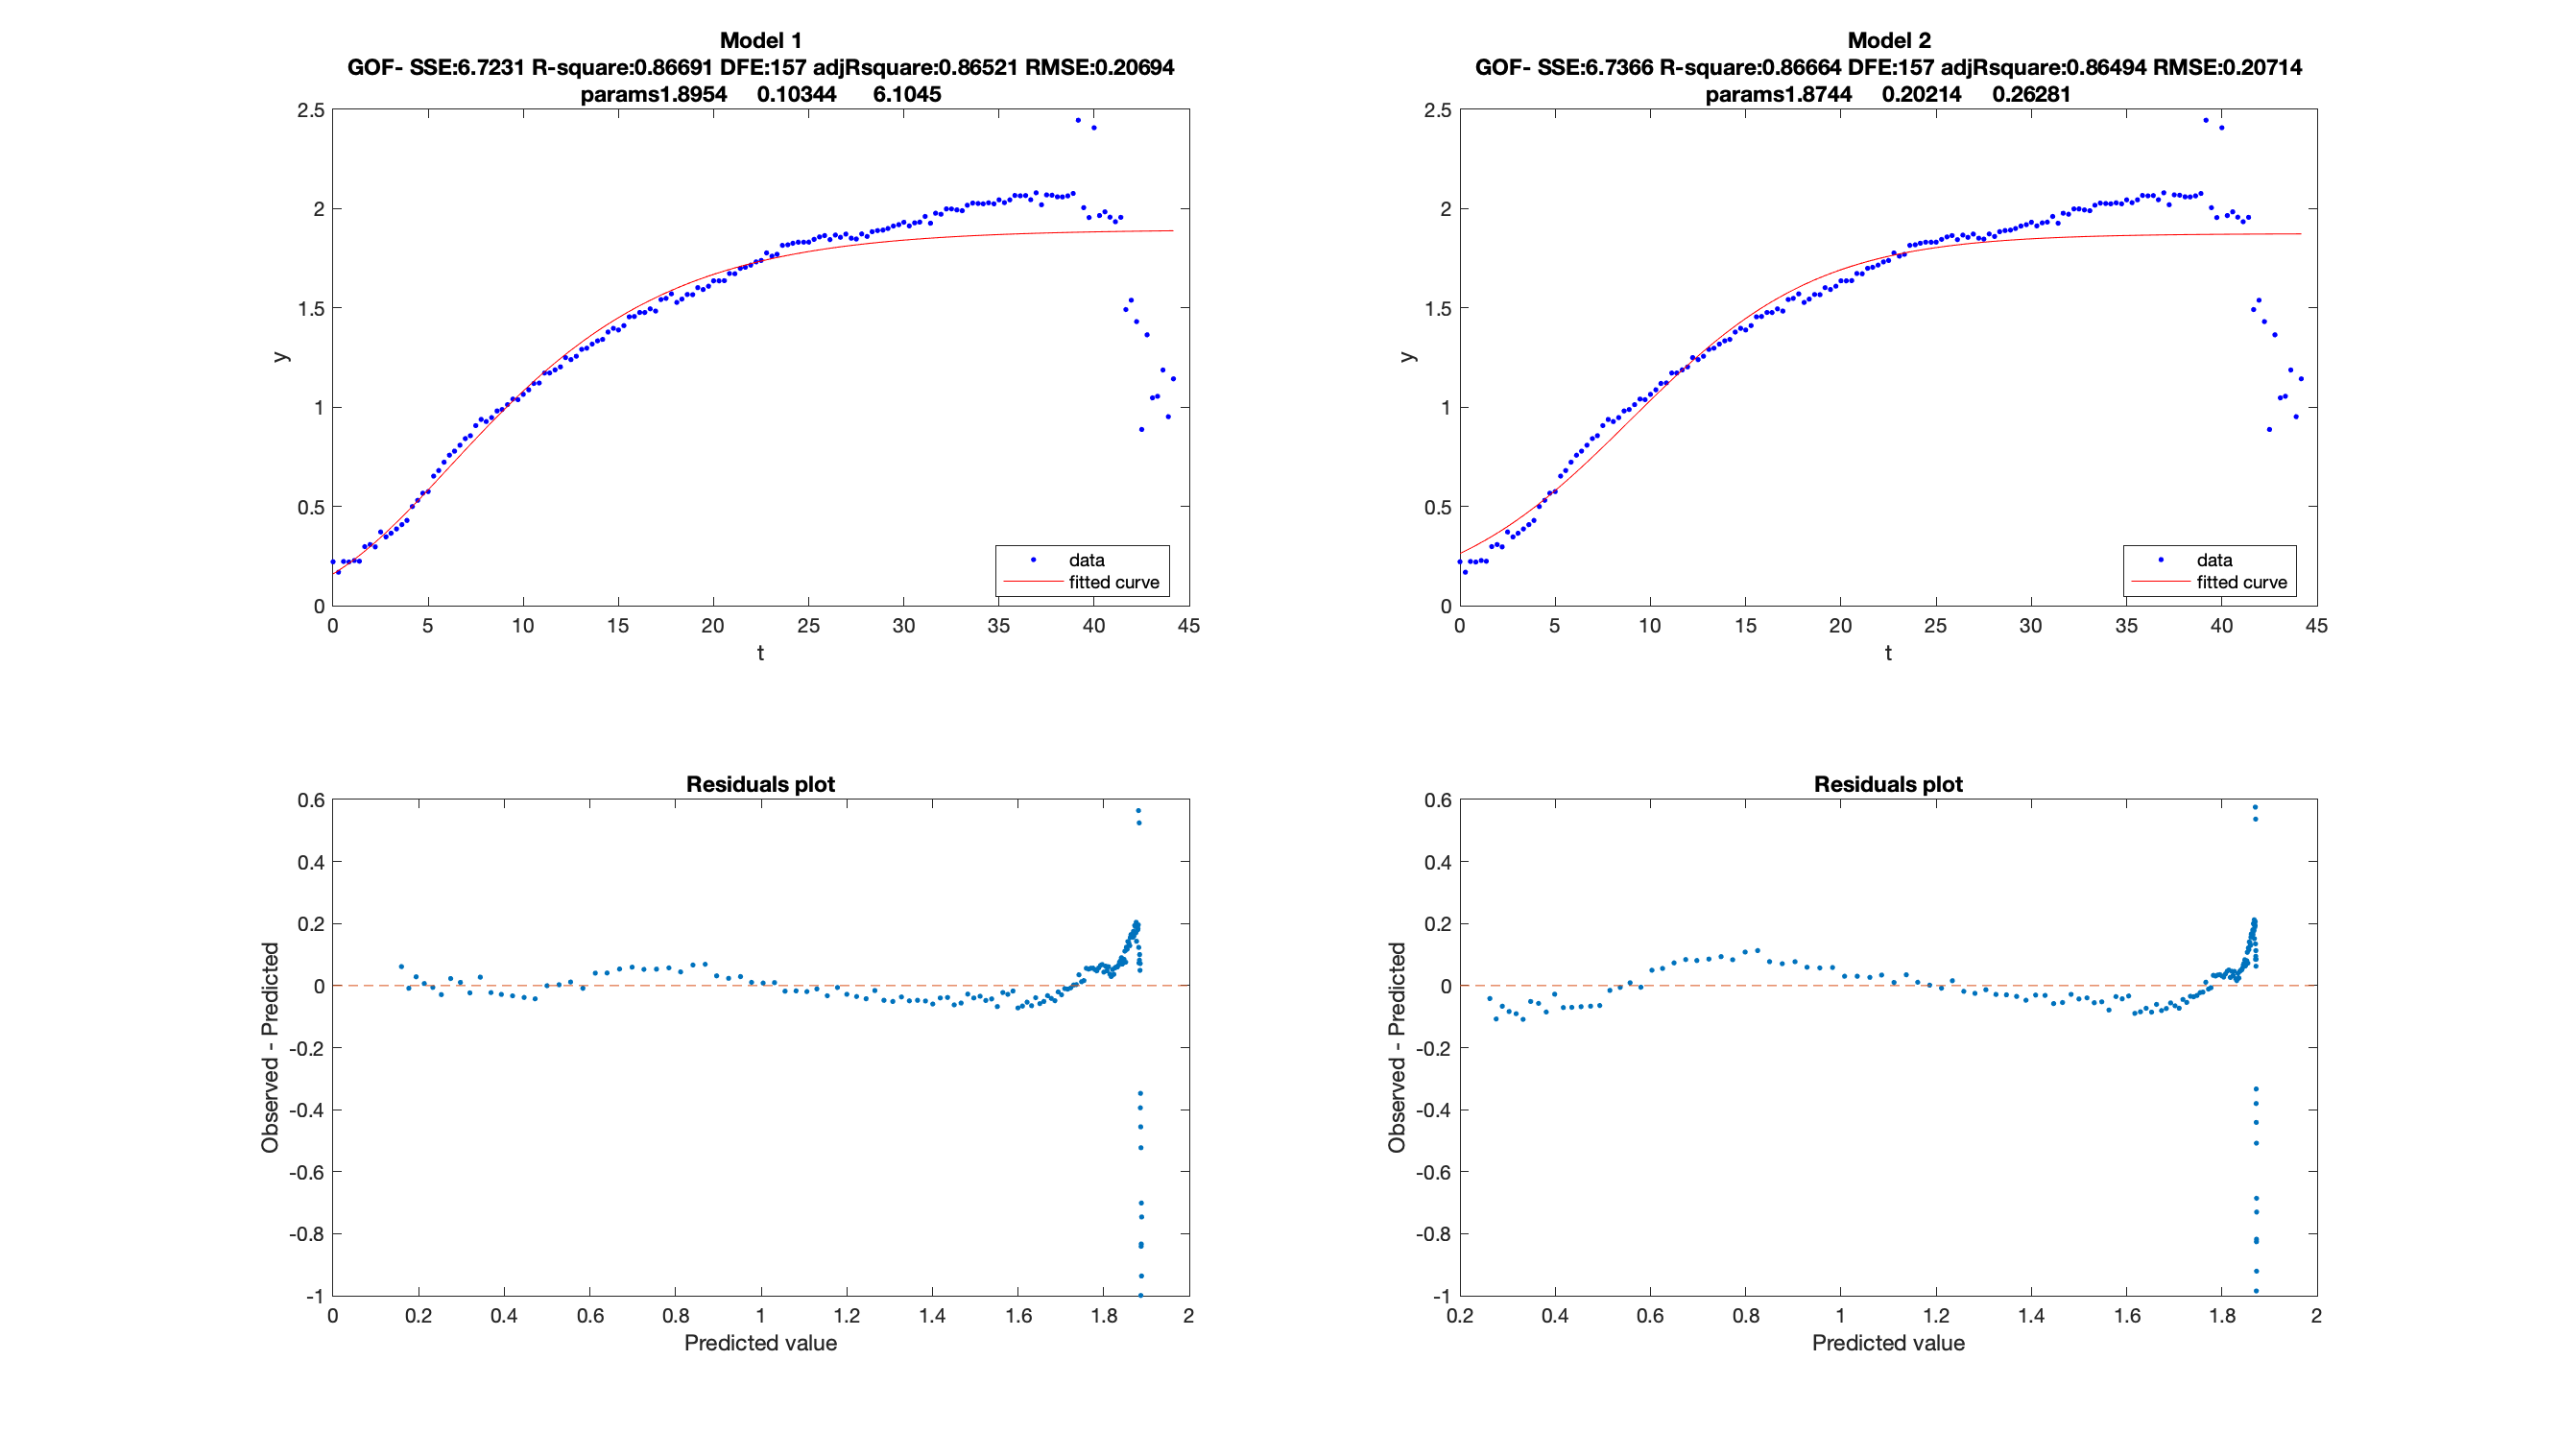 Model 1
GOF- SSE:6.7231 R-square:0.86691 DFE:157 adjRsquare:0.86521 RMSE:0.20694
params1.8954 0.10344 6.1045
2.5
2
1.5
1
0.5
0
y
0 5 10 15 20 25 30 35 40 45
t
data
fitted curve
Model 2
GOF- SSE:6.7366 R-square:0.86664 DFE:157 adjRsquare:0.86494 RMSE:0.20714
params1.8744 0.20214 0.26281
2.5
2
1.5
1
0.5
0
y
0 5 10 15 20 25 30 35 40 45
t
data
fitted curve
Residuals plot
0.6
0.4
0.2
0
-0.2
-0.4
-0.6
-0.8
-1
Observed - Predicted
0 0.2 0.4 0.6 0.8 1 1.2 1.4 1.6 1.8 2
Predicted value
Residuals plot
0.6
0.4
0.2
0
-0.2
-0.4
-0.6
-0.8
-1
Observed - Predicted
0.2 0.4 0.6 0.8 1 1.2 1.4 1.6 1.8 2
Predicted value